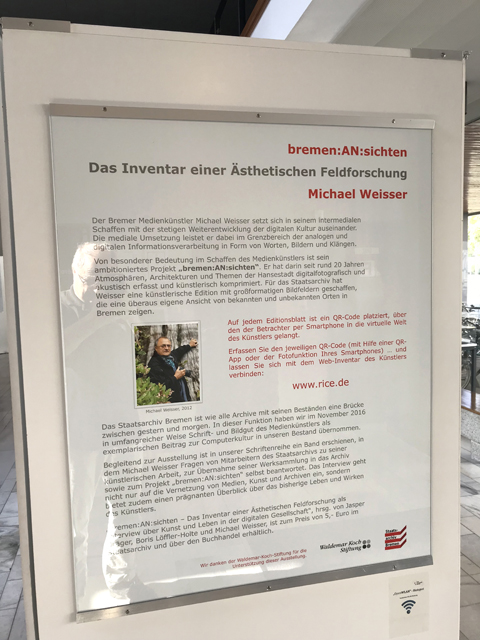 bremen:AN:sichten
Das Inventar einer Ästhetischen Feldforschung
Michael Weisser
Der Bremer Medienkünstler Michael Weisser setzt sich in seinem intermedialen
Schaffen mit der stetigen Weiterentwicklung der digitalen Kultur auseinander.
Die mediale Umsetzung leistet er dabei im Grenzbereich der analogen und
digitalen Informationsverarbeitung in Form von Worten, Bildern und Klängen.
Von besonderer Bedeutung im Schaffen des Medienkünstlers ist sein
ambitioniertes Projekt „bremen:AN:sichten“. Er hat darin seit rund 20 Jahren
Atmosphären, Architekturen und Themen der Hansestadt digitalfotografisch und
akustisch erfasst und künstlerisch komprimiert. Für das Staatsarchiv hat
Weisser eine künstlerische Edition mit großformatigen Bildfeldern geschaffen,
die eine überaus eigene Ansicht von bekannten und unbekannten Orten in
Bremen zeigen.
Auf jedem Editionsblatt ist ein QR-Code platziert, über
den der Betrachter per Smartphone in die virtuelle Welt
des Künstlers gelangt.
Erfassen Sie den jeweiligen QR-Code (mit Hilfe einer QR-
App oder der Fotofunktion Ihres Smartphones) ... und
lassen Sie sich mit dem Web-Inventar des Künstlers
verbinden:
www.rice.de
Michael Weisser, 2012
Das Staatsarchiv Bremen ist wie alle Archive mit seinen Beständen eine Brücke
zwischen gestern und morgen. In dieser Funktion haben wir im November 2016
in umfangreicher Weise Schrift- und Bildgut des Medienkünstlers als
exemplarischen Beitrag zur Computerkultur in unseren Bestand übernommen.
Begleitend zur Ausstellung ist in unserer Schriftenreihe ein Band erschienen, in
dem Michael Weisser Fragen von Mitarbeitern des Staatsarchivs zu seiner
künstlerischen Arbeit, zur Übernahme seiner Werksammlung in das Archiv
sowie zum Projekt „bremen:AN:sichten“ selbst beantwortet. Das Interview geht
nicht nur auf die Vernetzung von Medien, Kunst und Archiven ein, sondern
bietet zudem einen prägnanten Überblick über das bisherige Leben und Wirken
des Künstlers.
bremen:AN:sichten – Das Inventar einer Ästhetischen Feldforschung als
Interview über Kunst und Leben in der digitalen Gesellschaft“, hrsg. von Jasper
Boris Löffler-Holte und Michael Weisser, ist zum Preis von 5,- Euro im
Staatsarchiv und über den Buchhandel erhältlich.
Wir danken der Waldemar-Koch-Stiftung für die
Unterstützung dieser Ausstellung.
Waldemar Koch
Stiftung
Staats
archiv
Bremen